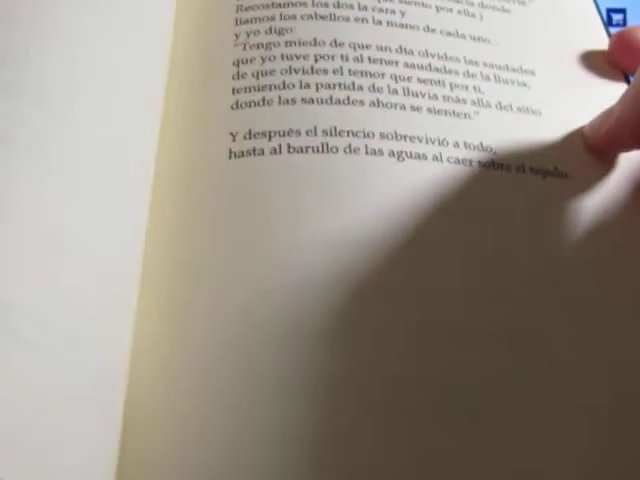 siento por ella.)
Recostamos los dos la cara y
liamos los cabellos en la mano de cada uno...
y yo digo:
"Tengo miedo de que un día olvides las saudades
que yo tuve por ti al tener saudades de la lluvia;
de que olvides el temor que sentí por ti,
temiendo la partida de la lluvia más allá del sitio
donde las saudades ahora se sienten."
Y después el silencio sobrevivió a todo,
hasta al barullo de las aguas al caer sobre el tejado.